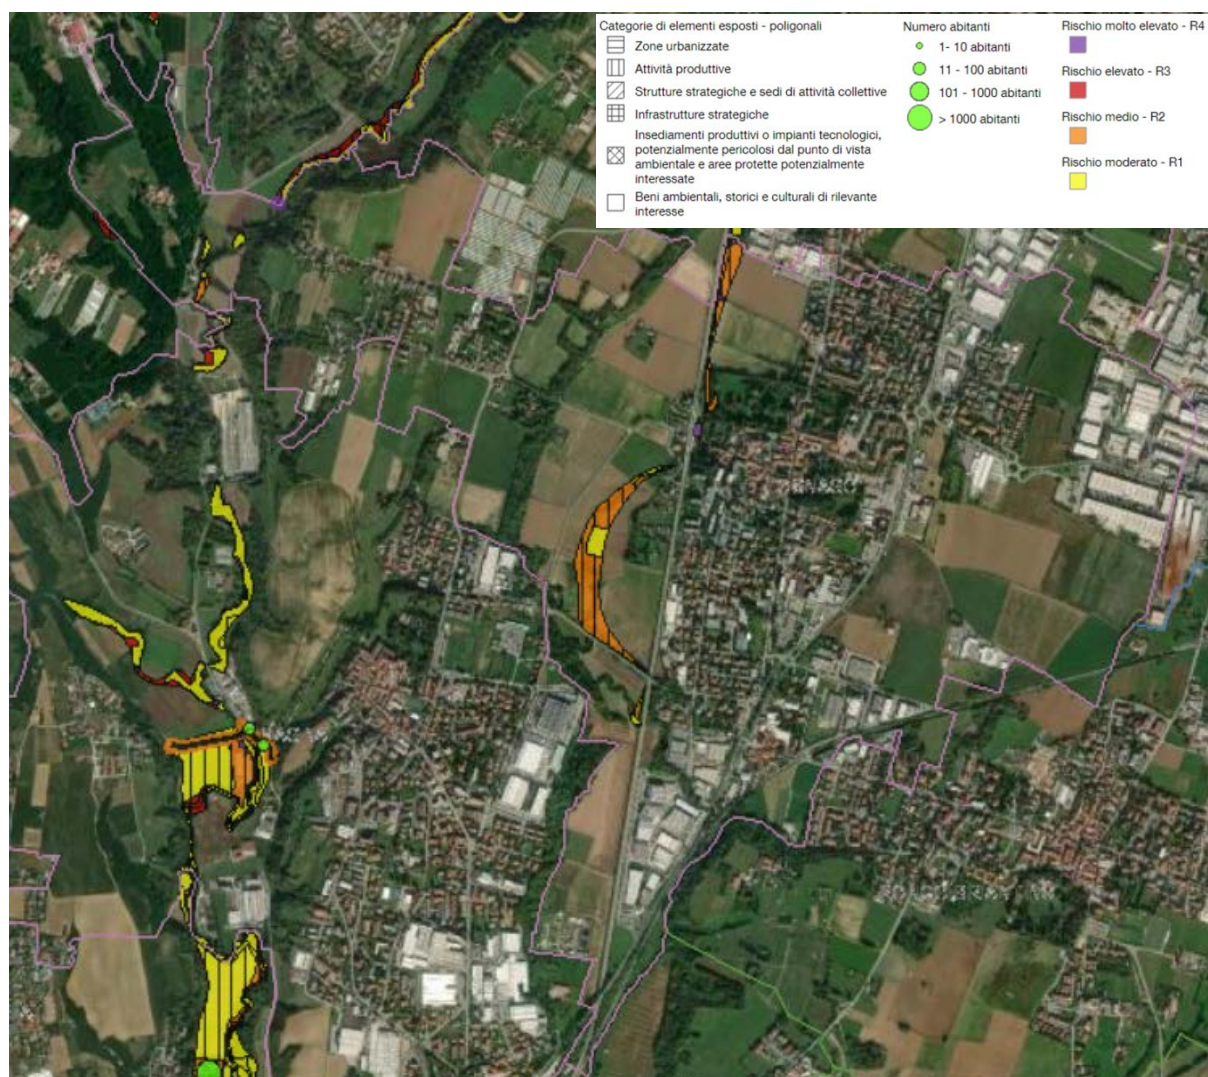 Categorie di elementi esposti - poligonali
Zone urbanizzate
Attività produttive
Strutture strategiche e sedi di attività collettive
Infrastrutture strategiche
Insediamenti produttivi o impianti tecnologici,
potenzialmente pericolosi dal punto di vista
ambientale e aree protette potenzialmente
interessate
Beni ambientali, storici e culturali di rilevante
interesse
Numero abitanti
1- 10 abitanti
11 - 100 abitanti
101 - 1000 abitanti
> 1000 abitanti
Rischio molto elevato - R4
Rischio elevato - R3
Rischio medio - R2
Rischio moderato - R1